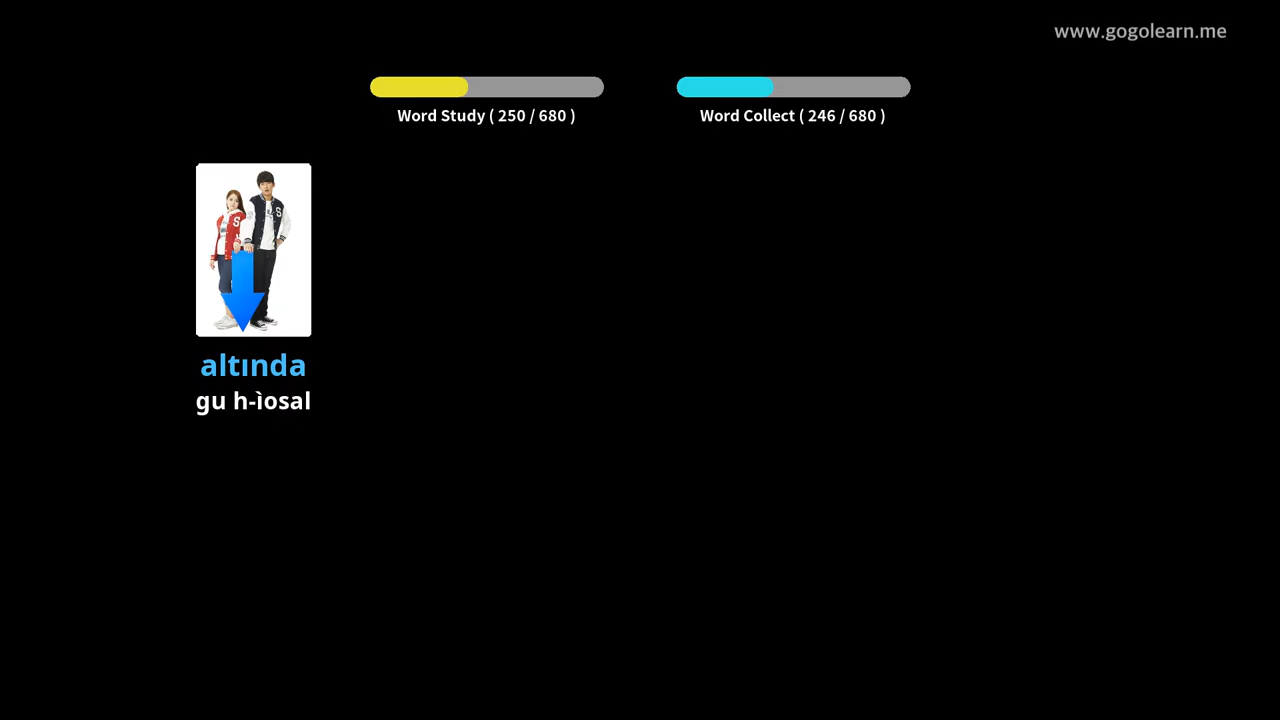 www.gogolearn.me
Word Study ( 250 / 680 )
Word Collect ( 246 / 680 )
S
S
altında
gu h-ìosal